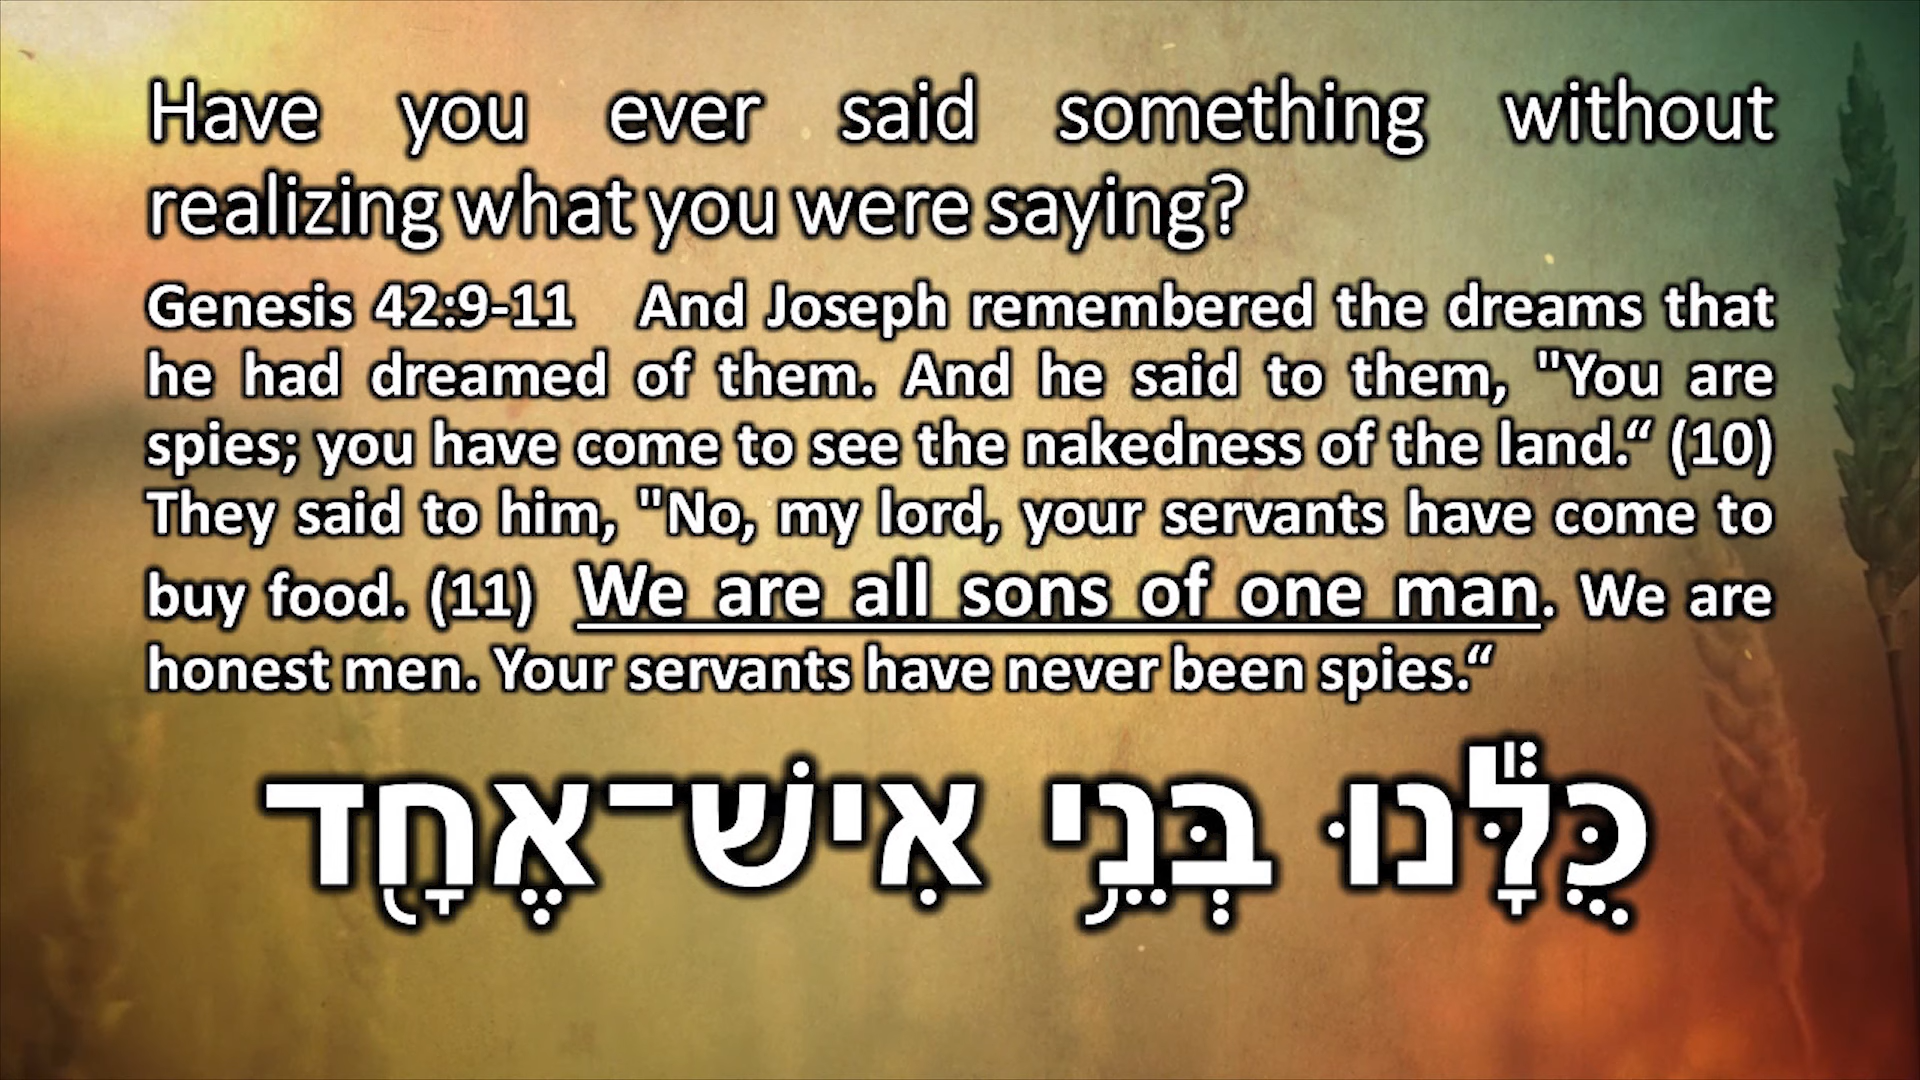 Have you ever said something without
realizing what you were saying?
Genesis 42:9-11 And Joseph remembered the dreams that
he had dreamed of them. And he said to them, "You are
spies; you have come to see the nakedness of the land.“ (10)
They said to him, "No, my lord, your servants have come to
buy food. (11) We are all sons of one man. We are
honest men. Your servants have never been spies.“
כֻּלָּ֕נוּ בְּנֵ֥י אִישׁ־אֶחָ֖ד